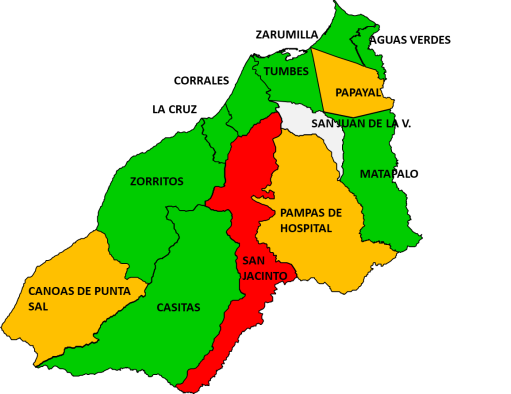 ZARUMILLA
AGUAS VERDES
TUMBES
CORRALES
PAPAYAL
LA CRUZ
SAN JUAN DE LA V.
MATAPALO
ZORRITOS
PAMPAS DE
HOSPITAL
SAN
JACINTO
CANOAS DE PUNTA
SAL
CASITAS